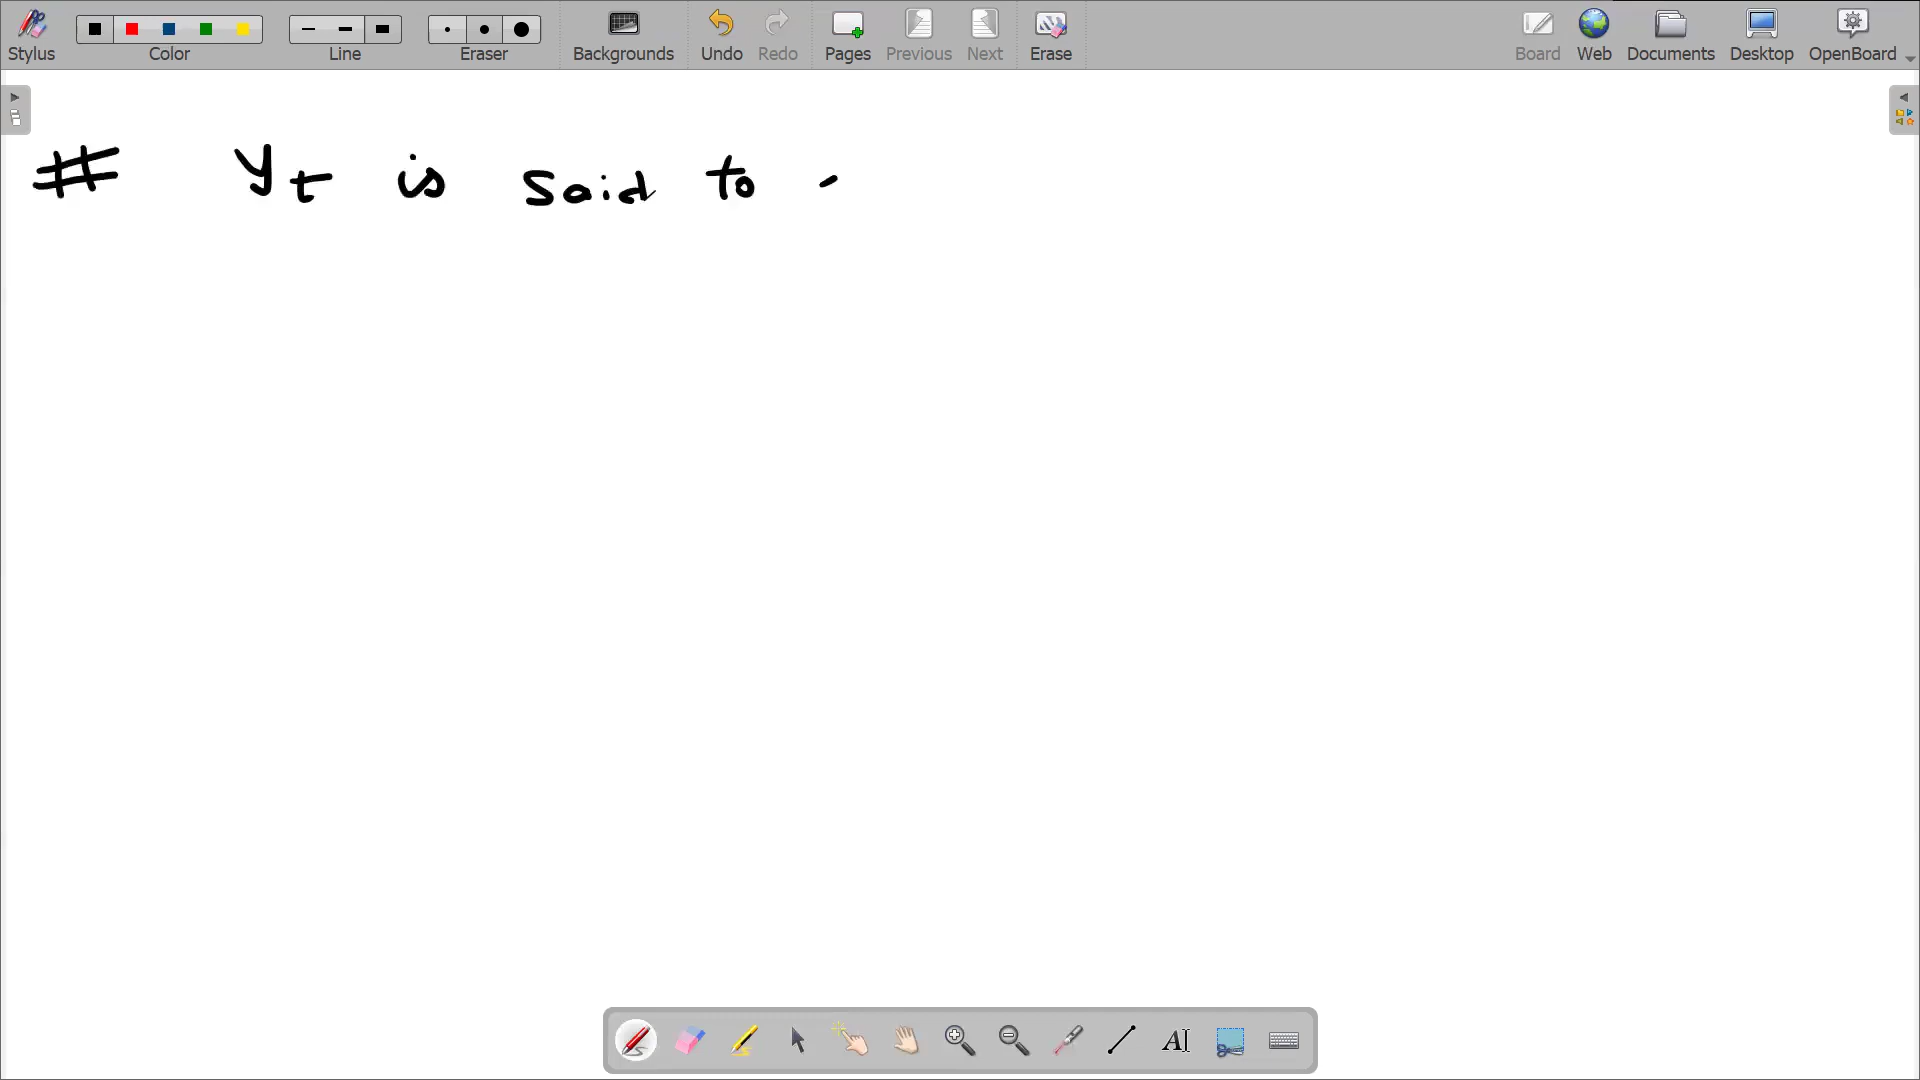 Stylus Color Line Eraser Backgrounds Undo Redo Pages Previous Next Erase Board Web Documents Desktop OpenBoard
# yt is said to
AI